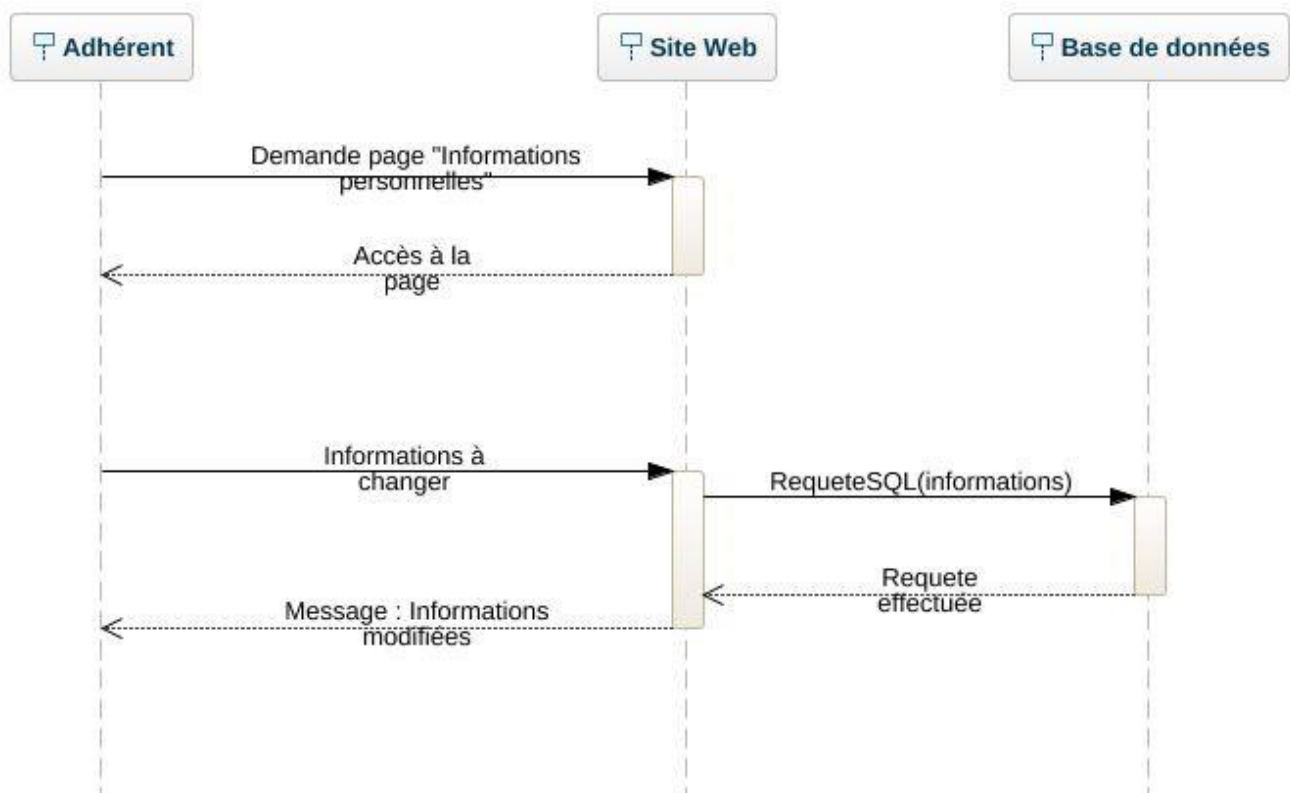 Adhérent
Site Web
Base de données
Demande page "Informations
personnelles"
Accès à la
page
Informations à
changer
RequeteSQL(informations)
Requete
effectuée
Message : Informations
modifiées